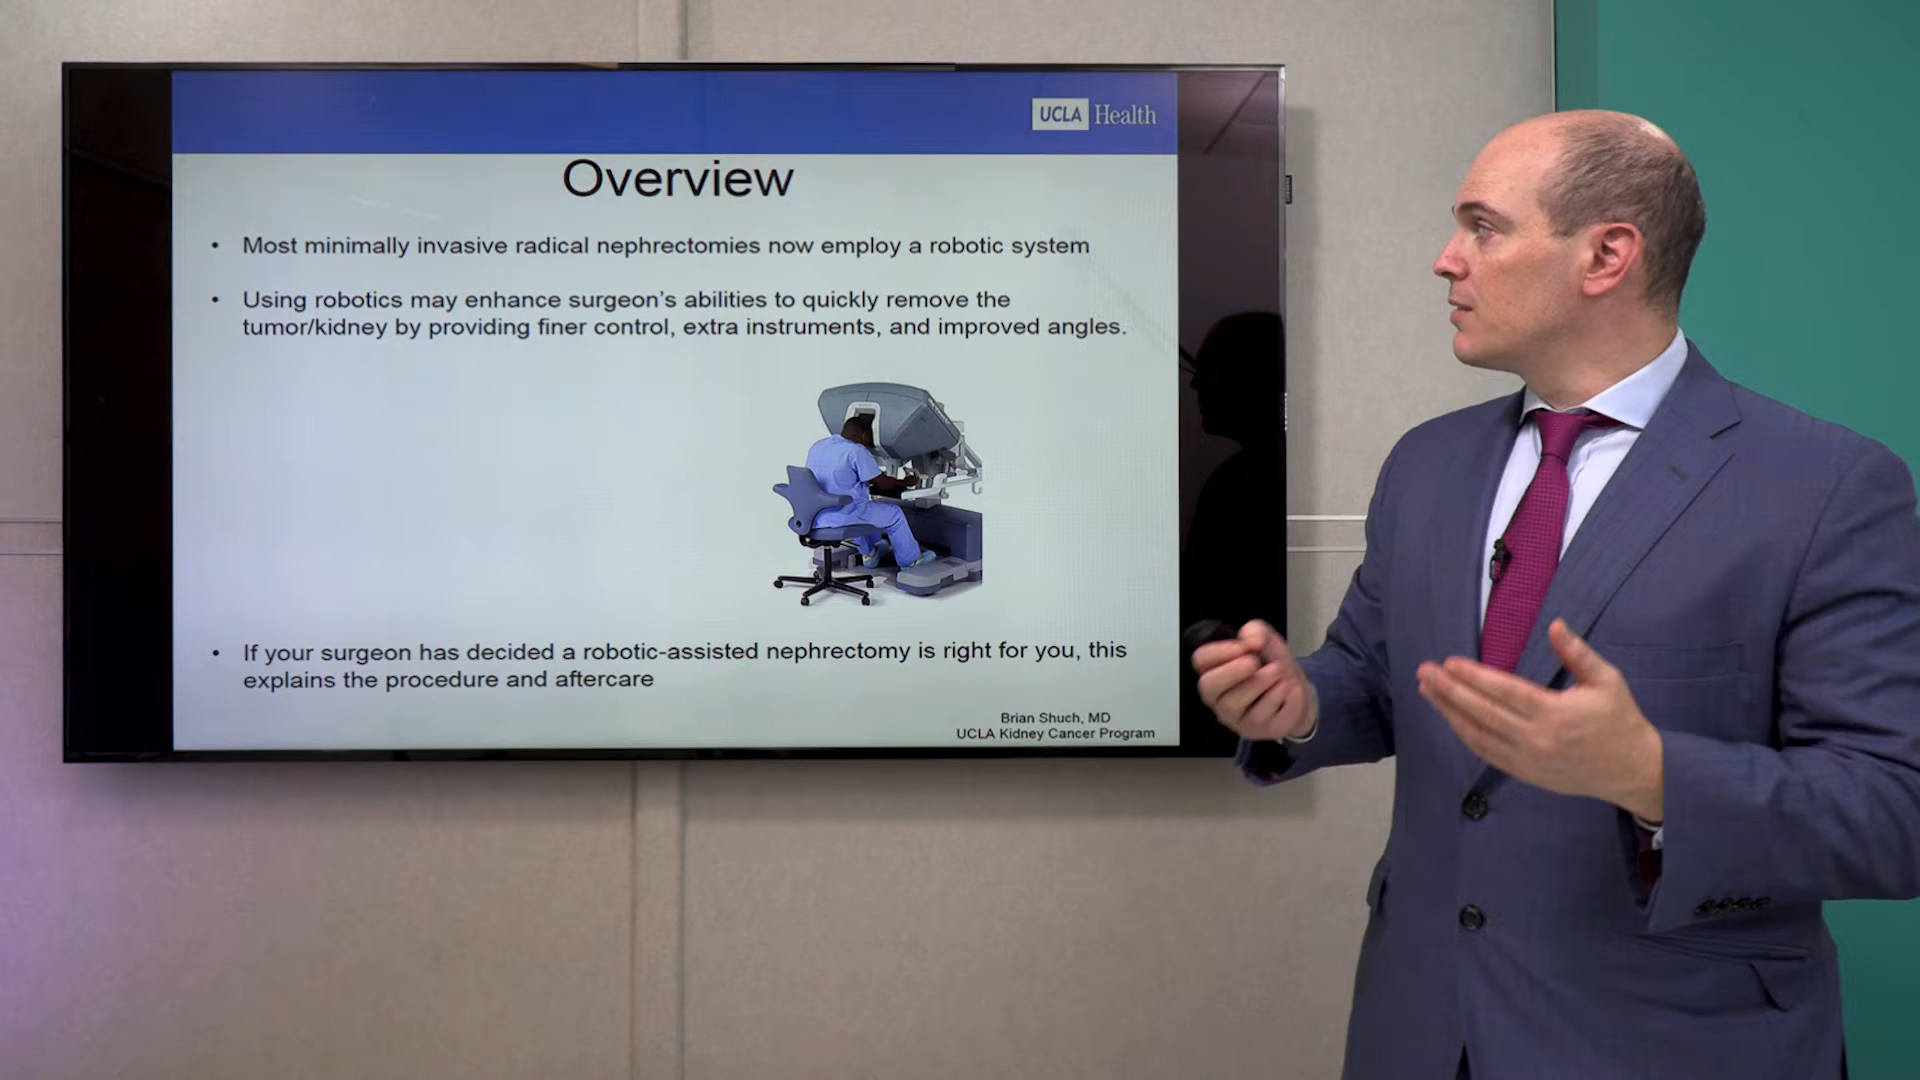 UCLA Health
Overview
• Most minimally invasive radical nephrectomies now employ a robotic system
• Using robotics may enhance surgeon's abilities to quickly remove the
tumor/kidney by providing finer control, extra instruments, and improved angles.
• If your surgeon has decided a robotic-assisted nephrectomy is right for you, this
explains the procedure and aftercare
Brian Shuch, MD
UCLA Kidney Cancer Program